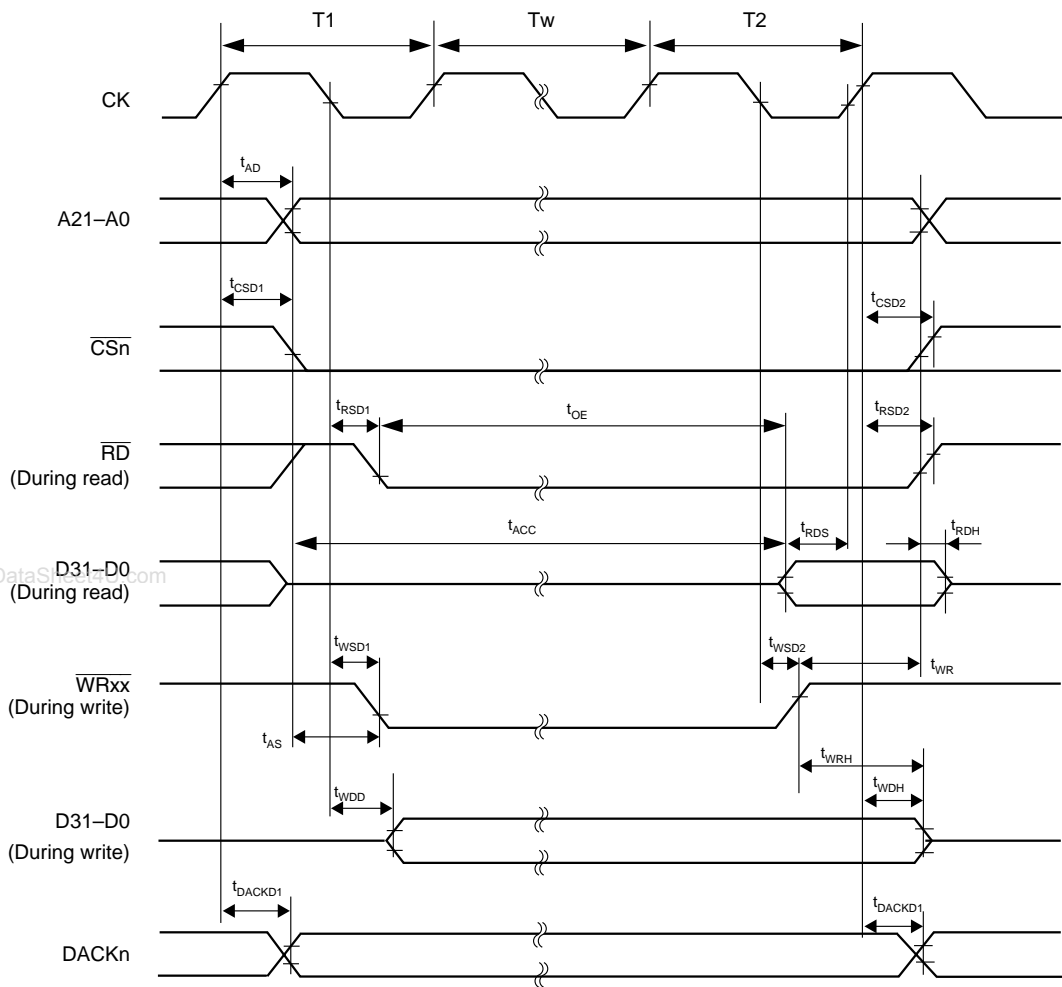 T1 Tw T2
CK
tAD
A21–A0
tCSD1 tCSD2
CSn
tRSD1 tOE tRSD2
RD
(During read)
tACC tRDS tRDH
DataSheet4U.com
D31–D0
(During read)
tWSD1 tWSD2 tWR
WRxx
(During write)
tAS
tWRH
tWDD tWDH
D31–D0
(During write)
tDACKD1 tDACKD1
DACKn